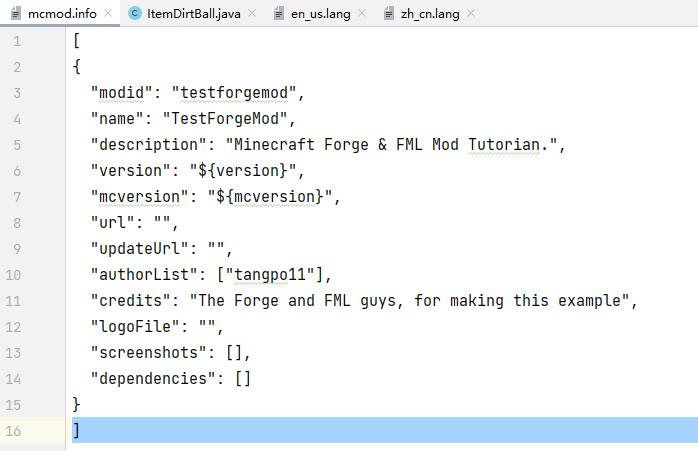 mcmod.info ItemDirtBall.java en_us.lang zh_cn.lang
1 [
2 {
3 "modid": "testforgemod",
4 "name": "TestForgeMod",
5 "description": "Minecraft Forge & FML Mod Tutorian.",
6 "version": "${version}",
7 "mcversion": "${mcversion}",
8 "url": "",
9 "updateUrl": "",
10 "authorList": ["tangpo11"],
11 "credits": "The Forge and FML guys, for making this example",
12 "logoFile": "",
13 "screenshots": [],
14 "dependencies": []
15 }
16 ]